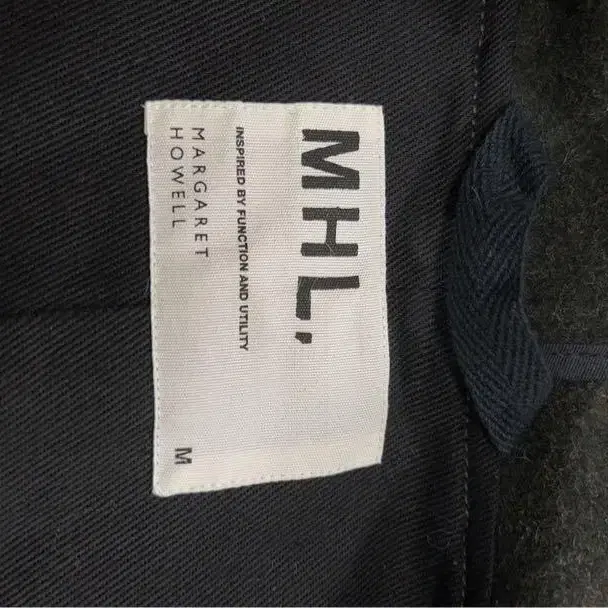 MHL.
INSPIRED BY FUNCTION AND UTILITY
MARGARET
HOWELL
M